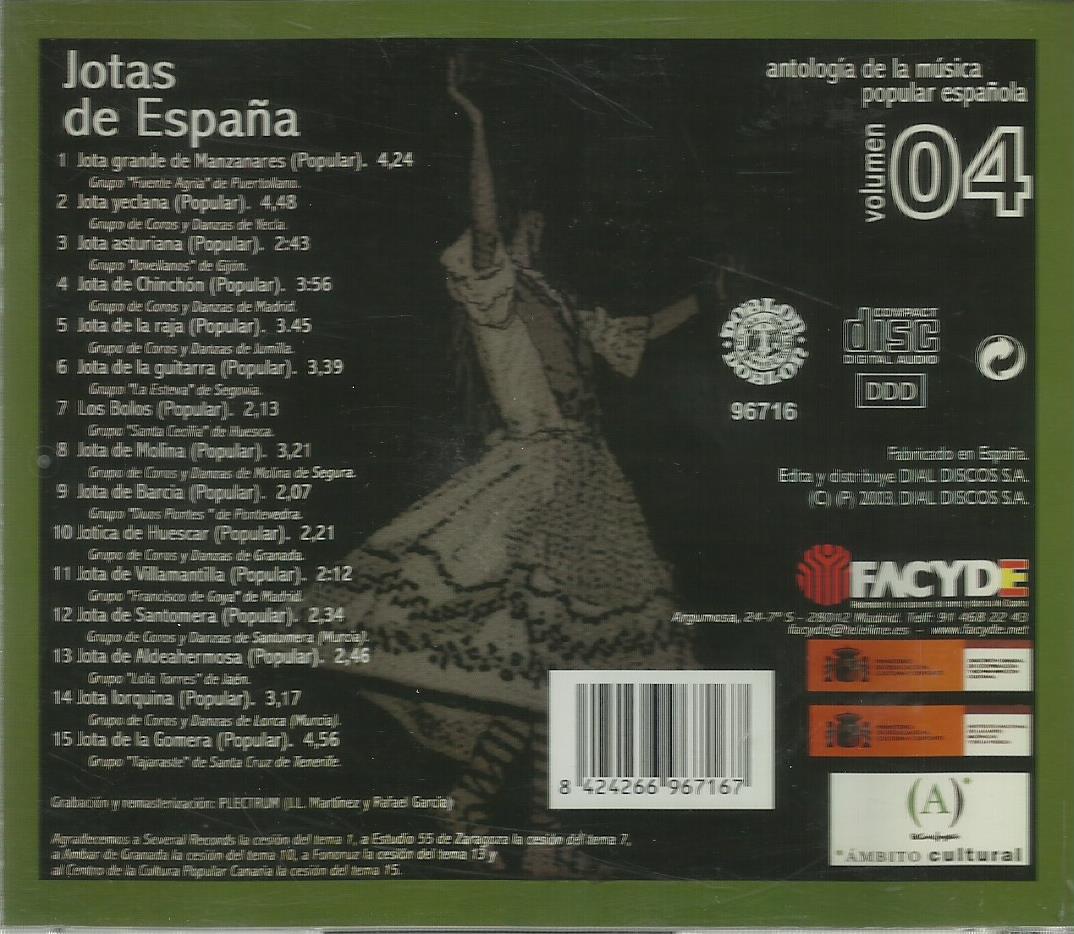 Jotas
de España
1 Jota grande de Manzanares (Popular). 4,24
Grupo "Fuente Agria" de Puertollano.
2 Jota yeclana (Popular). 4,48
Grupo de Coros y Danzas de Yecla.
3 Jota asturiana (Popular). 2:43
Grupo "Jovellanos" de Gijón.
4 Jota de Chinchón (Popular). 3:56
Grupo de Coros y Danzas de Madrid.
5 Jota de la raja (Popular). 3.45
Grupo de Coros y Danzas de Jumilla.
6 Jota de la guitarra (Popular). 3,39
Grupo "La Esteva" de Segovia.
7 Los Bolos (Popular). 2,13
Grupo "Santa Cecilia" de Huesca.
8 Jota de Molina (Popular). 3,21
Grupo de Coros y Danzas de Molina de Segura.
9 Jota de Barcia (Popular). 2,07
Grupo "Duos Pontes" de Pontevedra.
10 Jotica de Huescar (Popular). 2,21
Grupo de Coros y Danzas de Granada.
11 Jota de Villamantilla (Popular). 2:12
Grupo "Francisco de Goya" de Madrid.
12 Jota de Santomera (Popular). 2,34
Grupo de Coros y Danzas de Santomera (Murcia).
13 Jota de Aldeahermosa (Popular). 2,46
Grupo "Lola Torres" de Jaén.
14 Jota lorquina (Popular). 3,17
Grupo de Coros y Danzas de Lorca (Murcia).
15 Jota de la Gomera (Popular). 4,56
Grupo "Tajaraste" de Santa Cruz de Tenerife.
Grabación y remasterización: PLECTRUM (J.L. Martínez y Rafael García)
Agradecemos a Several Records la cesión del tema 1, a Estudio 55 de Zaragoza la cesión del tema 7,
a Ambar de Granada la cesión del tema 10, a Fonoruz la cesión del tema 13 y
al Centro de la Cultura Popular Canaria la cesión del tema 15.
antología de la música
popular española
volumen
04
DOBLON
DOBLON
96716
COMPACT
disc
DIGITAL AUDIO
DDD
Fabricado en España.
Edita y distribuye DIAL DISCOS S.A.
(C) (P) 2003 DIAL DISCOS S.A.
FACYDE
Argumosa, 24-7º S - 28012 Madrid. Telf: 91 468 22 43
facyde@teleline.es - www.facyde.net
8 424266 967167
(A)*
*ÁMBITO cultural